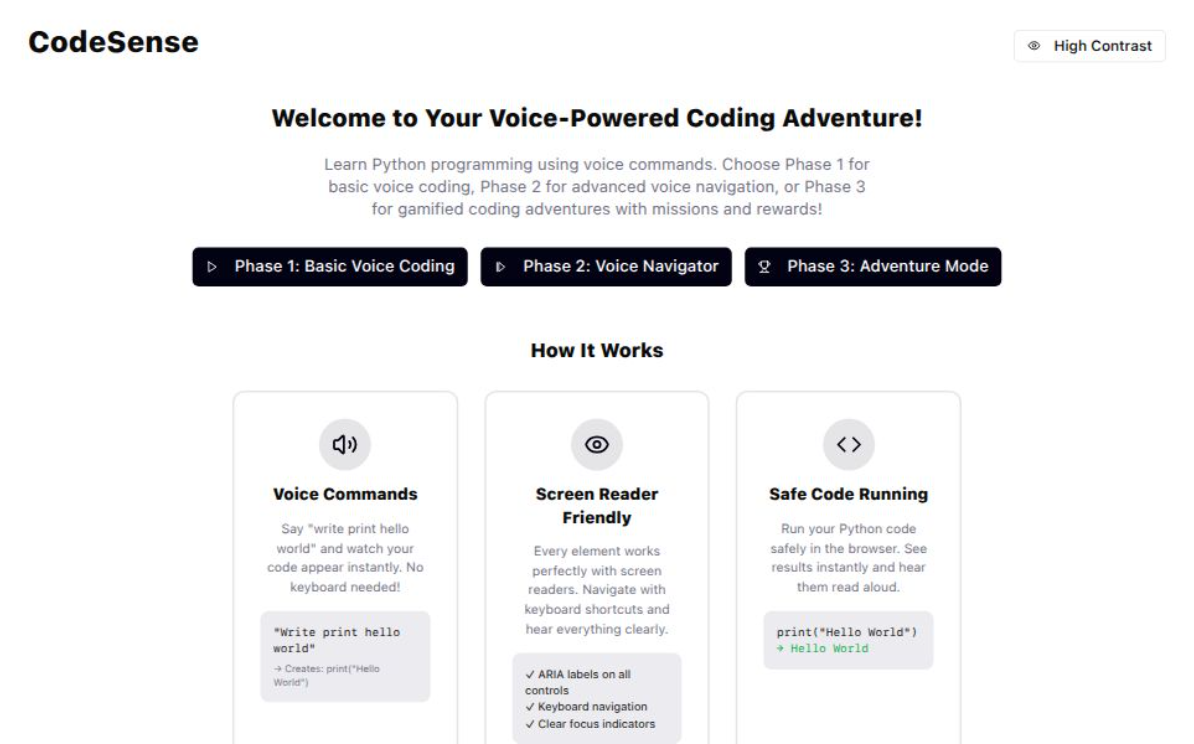 CodeSense
High Contrast
Welcome to Your Voice-Powered Coding Adventure!
Learn Python programming using voice commands. Choose Phase 1 for
basic voice coding, Phase 2 for advanced voice navigation, or Phase 3
for gamified coding adventures with missions and rewards!
Phase 1: Basic Voice Coding
Phase 2: Voice Navigator
Phase 3: Adventure Mode
How It Works
Voice Commands
Say "write print hello
world" and watch your
code appear instantly. No
keyboard needed!
"Write print hello
world"
→ Creates: print("Hello
World")
Screen Reader
Friendly
Every element works
perfectly with screen
readers. Navigate with
keyboard shortcuts and
hear everything clearly.
✓ ARIA labels on all
controls
✓ Keyboard navigation
✓ Clear focus indicators
Safe Code Running
Run your Python code
safely in the browser. See
results instantly and hear
them read aloud.
print("Hello World")
→ Hello World